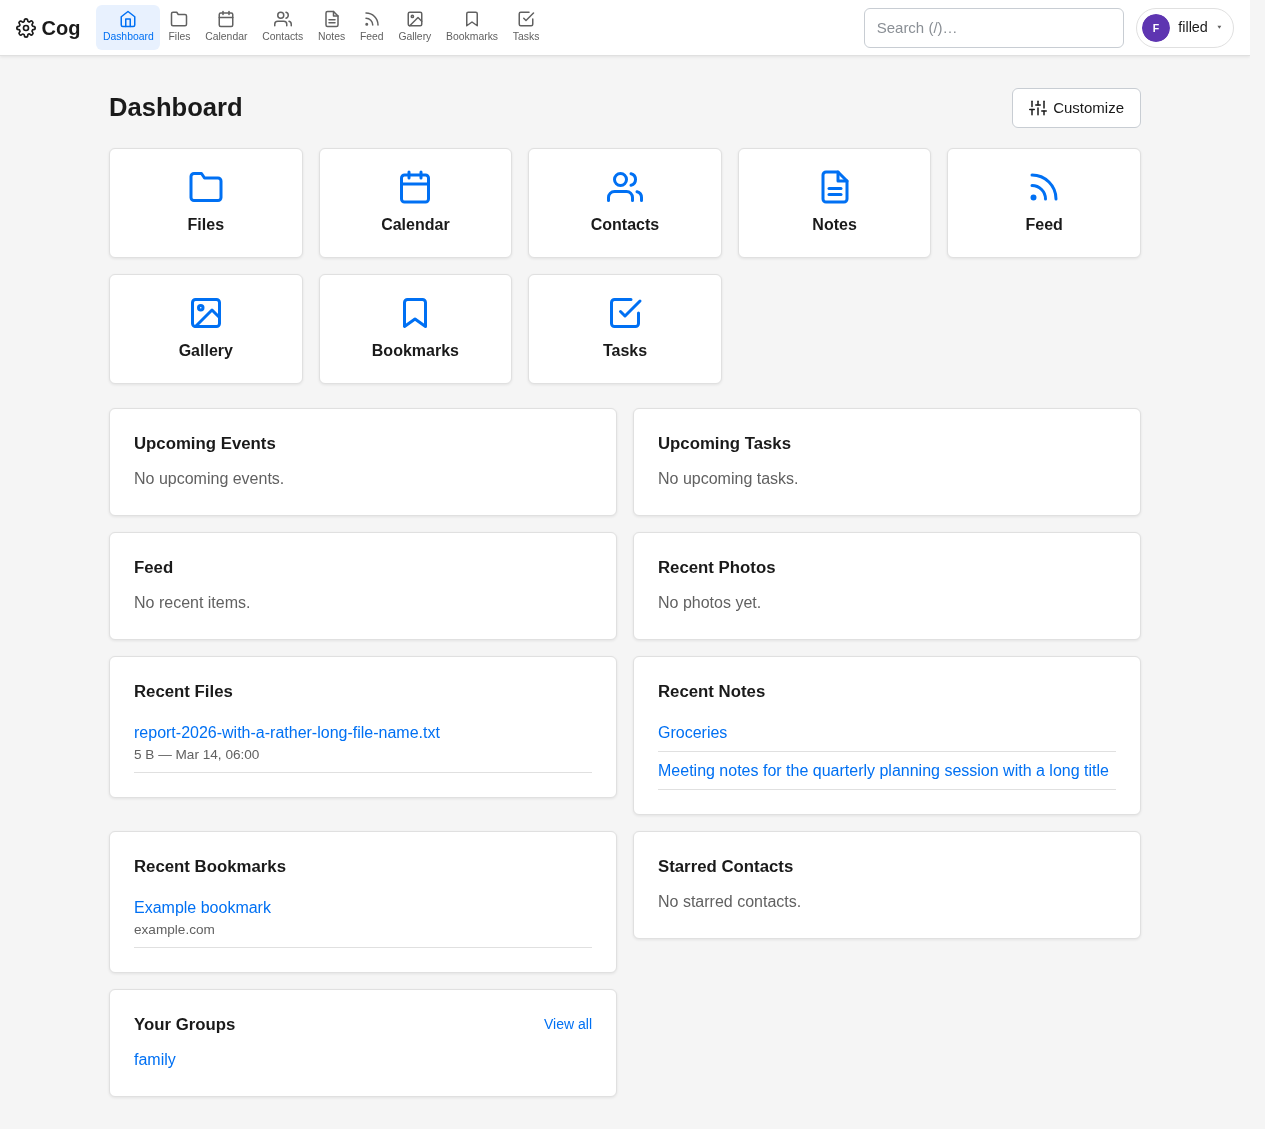 Cog
Dashboard
Files
Calendar
Contacts
Notes
Feed
Gallery
Bookmarks
Tasks
Search (/)…
F
filled
Dashboard
Customize
Files
Calendar
Contacts
Notes
Feed
Gallery
Bookmarks
Tasks
Upcoming Events
No upcoming events.
Upcoming Tasks
No upcoming tasks.
Feed
No recent items.
Recent Photos
No photos yet.
Recent Files
report-2026-with-a-rather-long-file-name.txt
5 B — Mar 14, 06:00
Recent Notes
Groceries
Meeting notes for the quarterly planning session with a long title
Recent Bookmarks
Example bookmark
example.com
Starred Contacts
No starred contacts.
Your Groups
View all
family